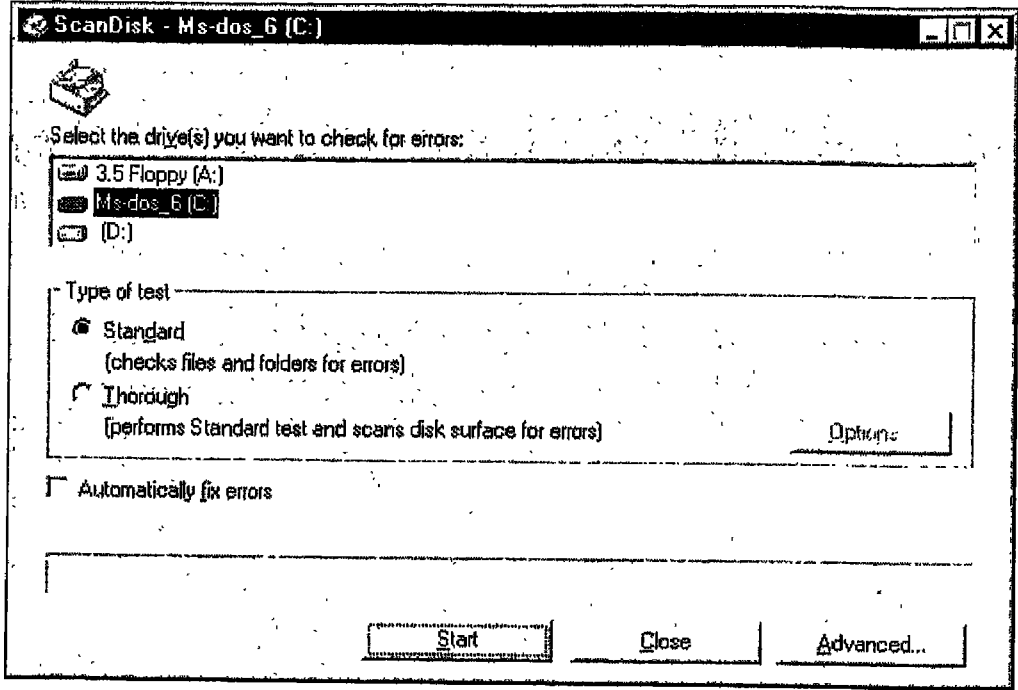 ScanDisk - Ms-dos_6 (C:)
Select the drive(s) you want to check for errors:
3.5 Floppy (A:)
Ms-dos_6 (C:)
(D:)
Type of test
Standard
(checks files and folders for errors)
Thorough
(performs Standard test and scans disk surface for errors)
Options
Automatically fix errors
Start Close Advanced...